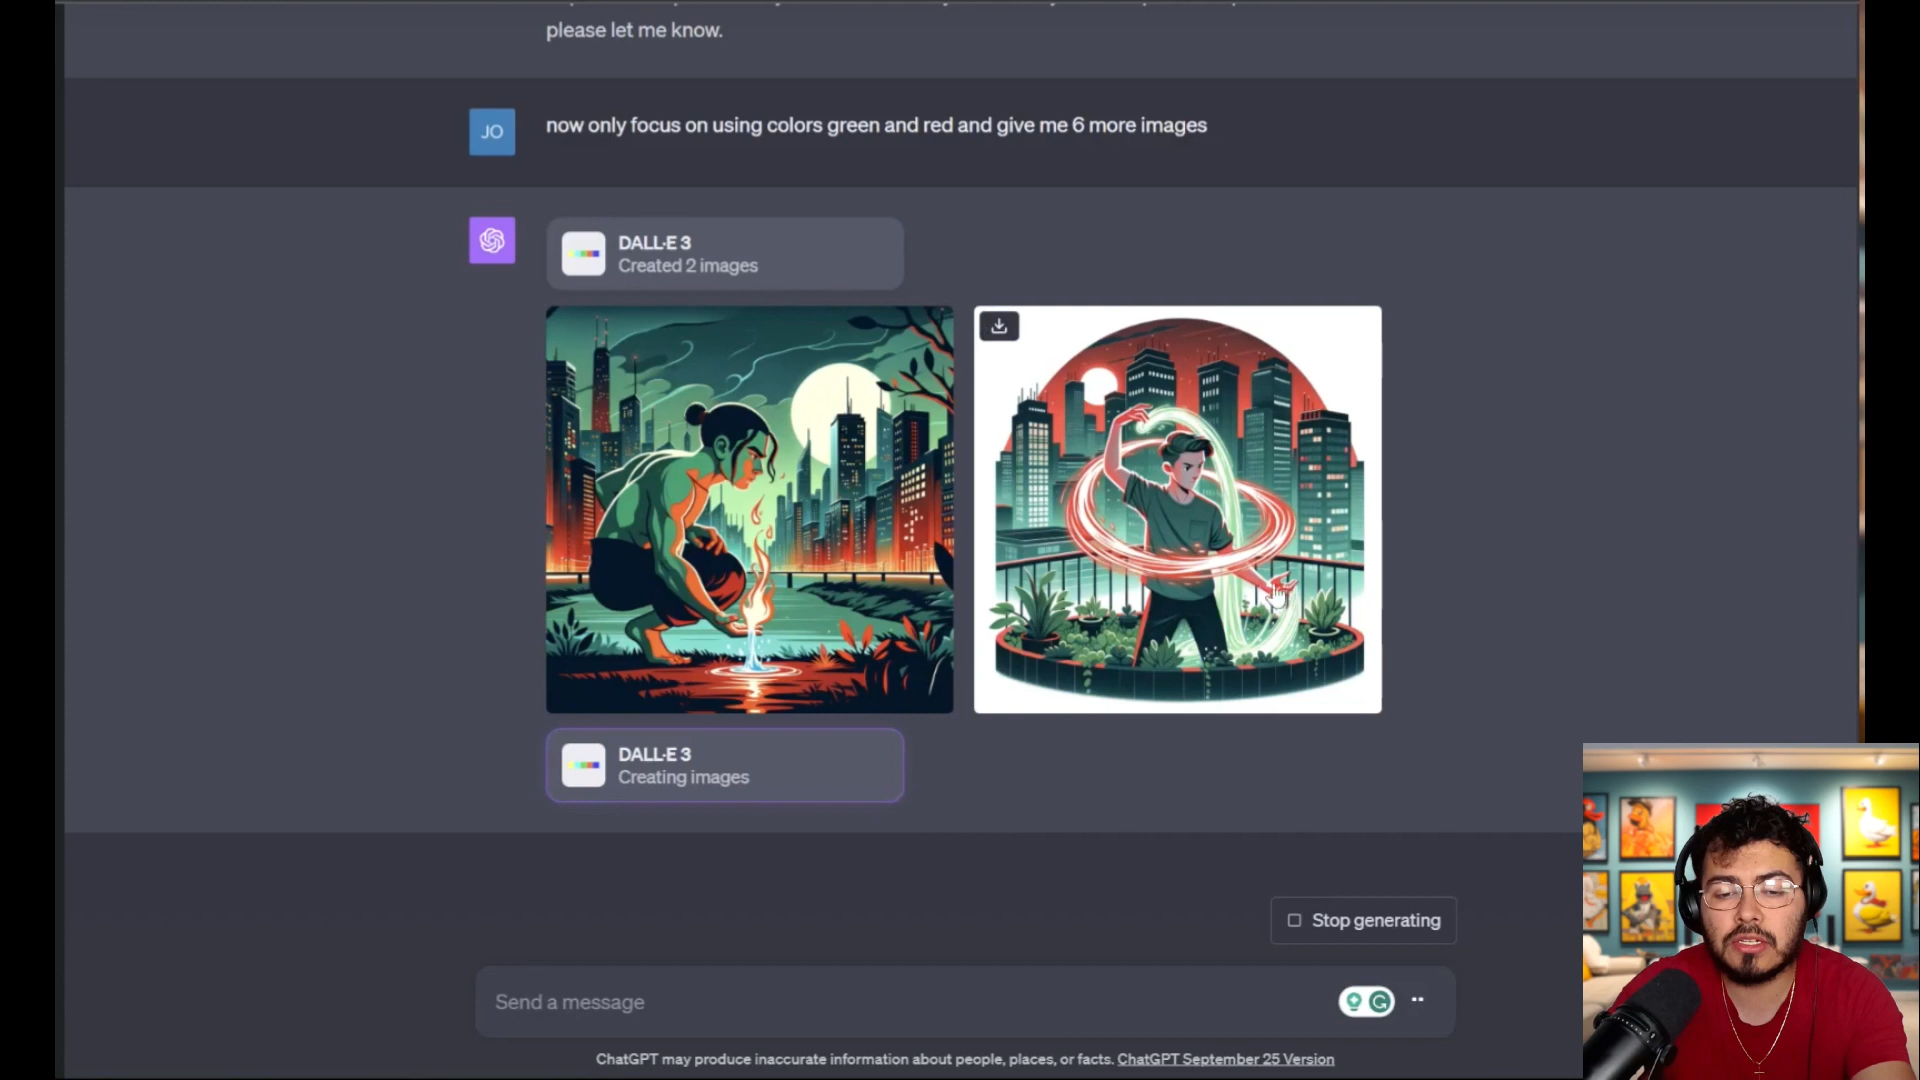 please let me know.
JO
now only focus on using colors green and red and give me 6 more images
DALL·E 3
Created 2 images
DALL·E 3
Creating images
Stop generating
Send a message
ChatGPT may produce inaccurate information about people, places, or facts. ChatGPT September 25 Version